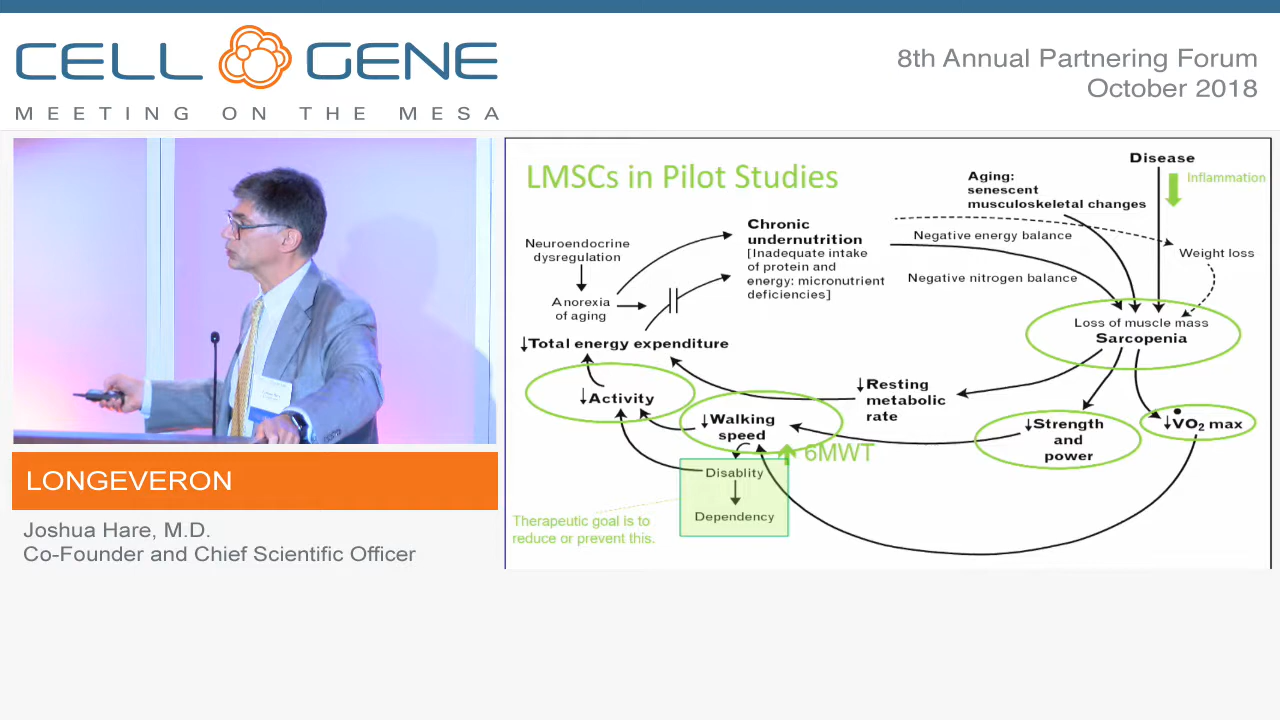 CELL GENE
MEETING ON THE MESA
8th Annual Partnering Forum
October 2018
LMSCs in Pilot Studies
Disease
Inflammation
Aging:
senescent
musculoskeletal changes
Chronic
undernutrition
[Inadequate intake
of protein and
energy: micronutrient
deficiencies]
Negative energy balance
Negative nitrogen balance
Weight loss
Neuroendocrine
dysregulation
Anorexia
of aging
↓Total energy expenditure
Loss of muscle mass
Sarcopenia
↓Activity
↓Resting
metabolic
rate
↓Walking
speed
↓Strength
and
power
↓V̇O₂ max
6MWT
Disablity
Dependency
Therapeutic goal is to
reduce or prevent this.
LONGEVERON
Joshua Hare, M.D.
Co-Founder and Chief Scientific Officer